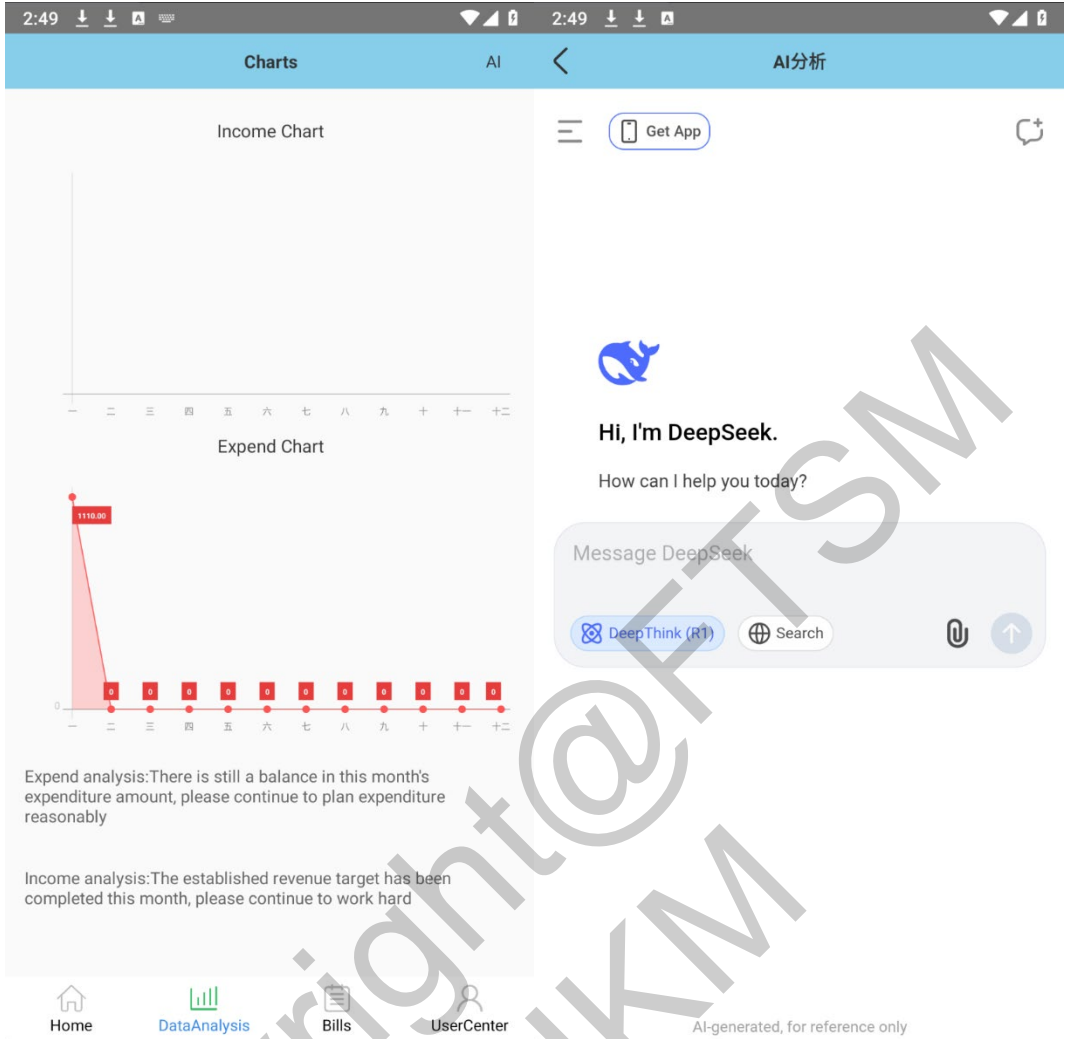 2:49
Charts
AI
Income Chart
一 二 三 四 五 六 七 八 九 十 十一 十二
Expend Chart
1110.00
0 0 0 0 0 0 0 0 0 0 0
0
一 二 三 四 五 六 七 八 九 十 十一 十二
Expend analysis:There is still a balance in this month's
expenditure amount, please continue to plan expenditure
reasonably
Income analysis:The established revenue target has been
completed this month, please continue to work hard
Home
DataAnalysis
Bills
UserCenter
2:49
AI分析
Get App
Hi, I'm DeepSeek.
How can I help you today?
Message DeepSeek
DeepThink (R1)
Search
AI-generated, for reference only
right@FTSM
UKM